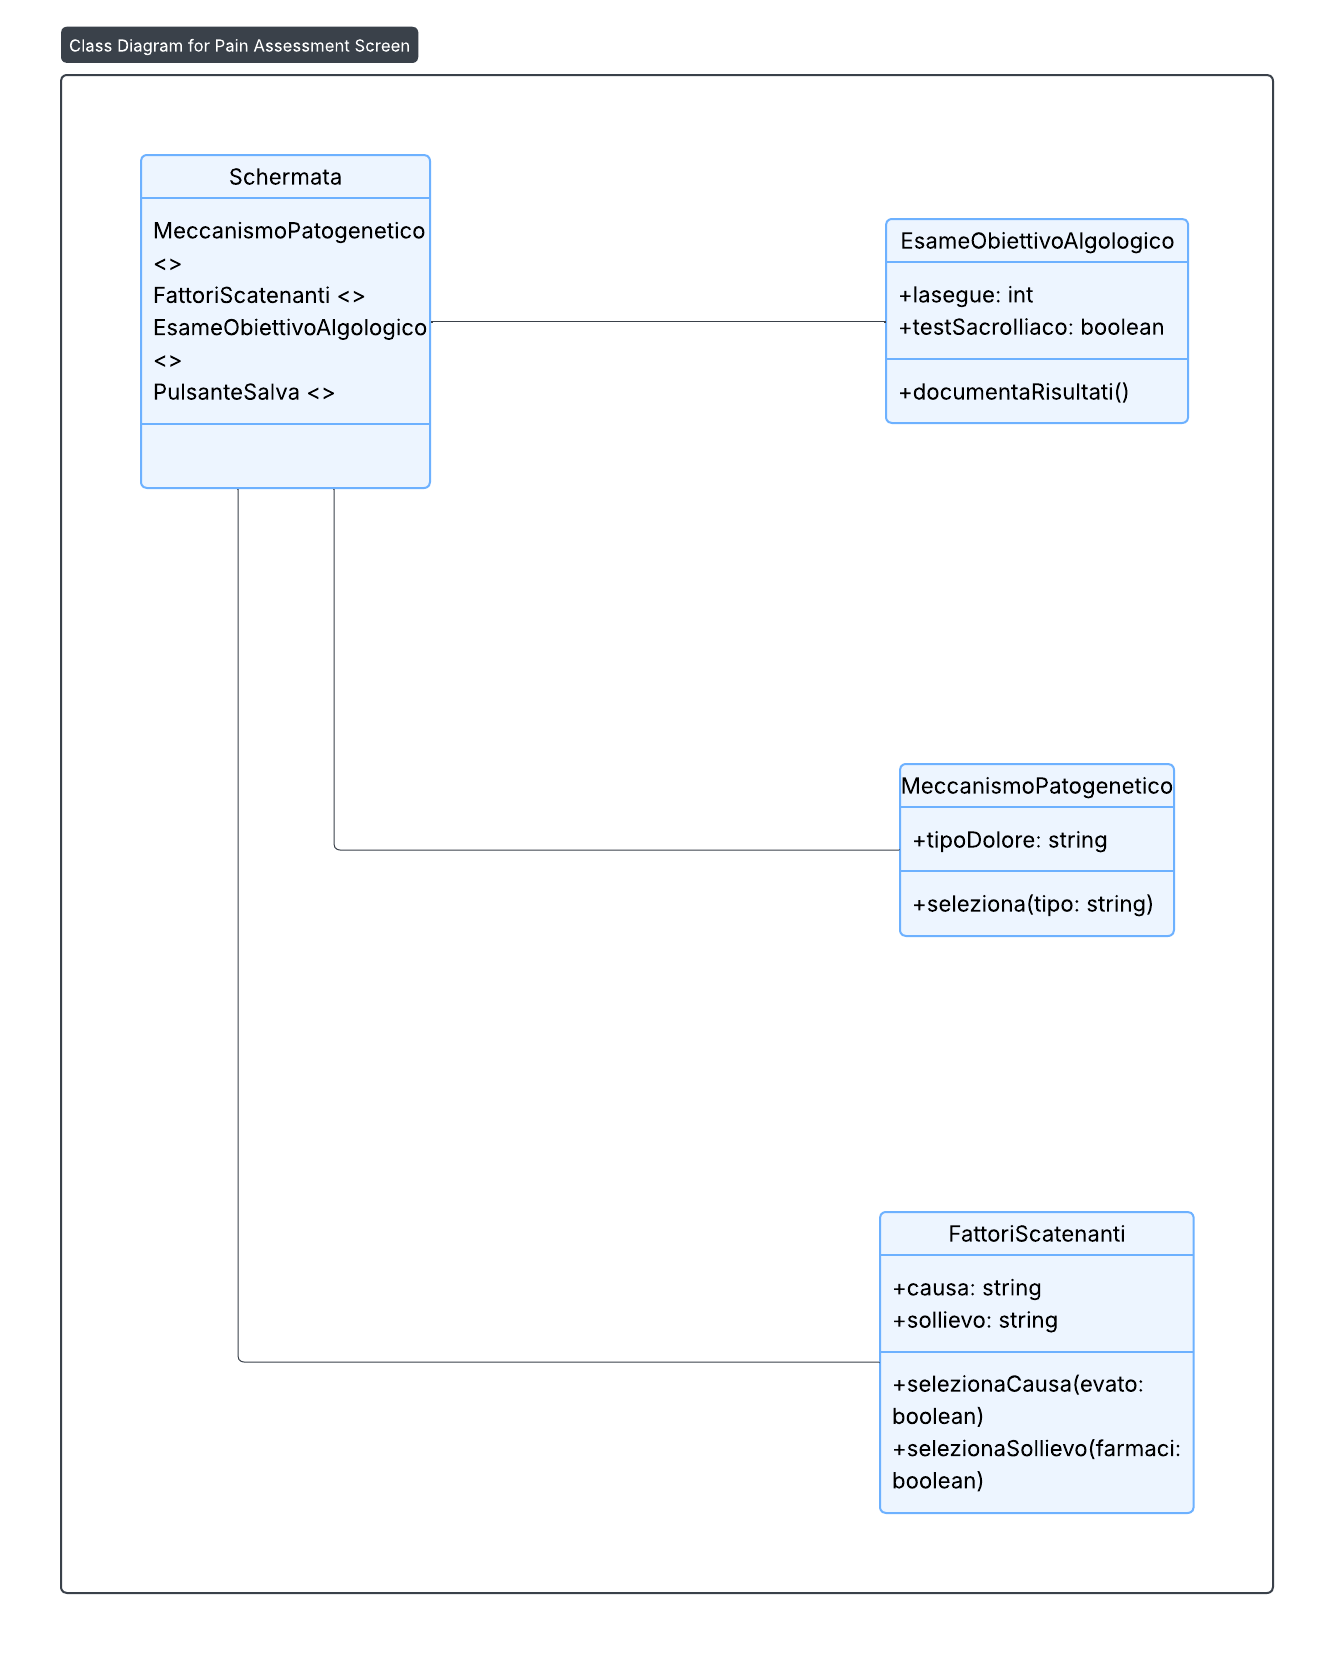 Class Diagram for Pain Assessment Screen
Schermata
MeccanismoPatogenetico
<>
FattoriScatenanti <>
EsameObiettivoAlgologico
<>
PulsanteSalva <>
EsameObiettivoAlgologico
+lasegue: int
+testSacroIliaco: boolean
+documentaRisultati()
MeccanismoPatogenetico
+tipoDolore: string
+seleziona(tipo: string)
FattoriScatenanti
+causa: string
+sollievo: string
+selezionaCausa(evato:
boolean)
+selezionaSollievo(farmaci:
boolean)